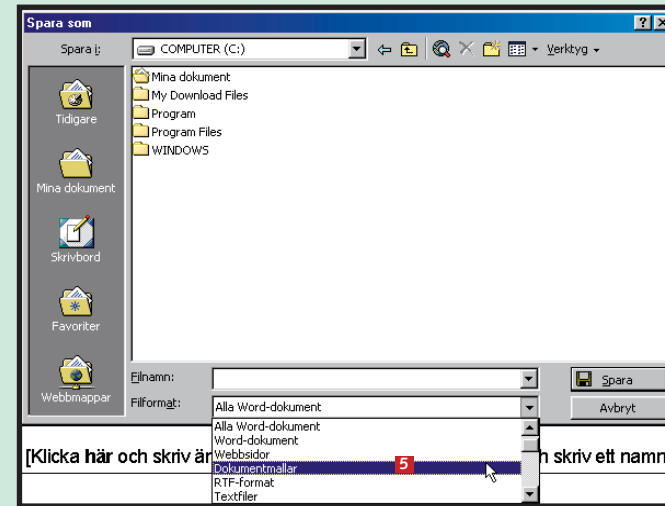 Spara som
Spara i:
COMPUTER (C:)
Verktyg
Tidigare
Mina dokument
Skrivbord
Favoriter
Webbmappar
Mina dokument
My Download Files
Program
Program Files
WINDOWS
Filnamn:
Spara
Filformat:
Alla Word-dokument
Avbryt
Alla Word-dokument
Word-dokument
Webbsidor
Dokumentmallar
5
RTF-format
Textfiler
[Klicka här och skriv än
h skriv ett namn